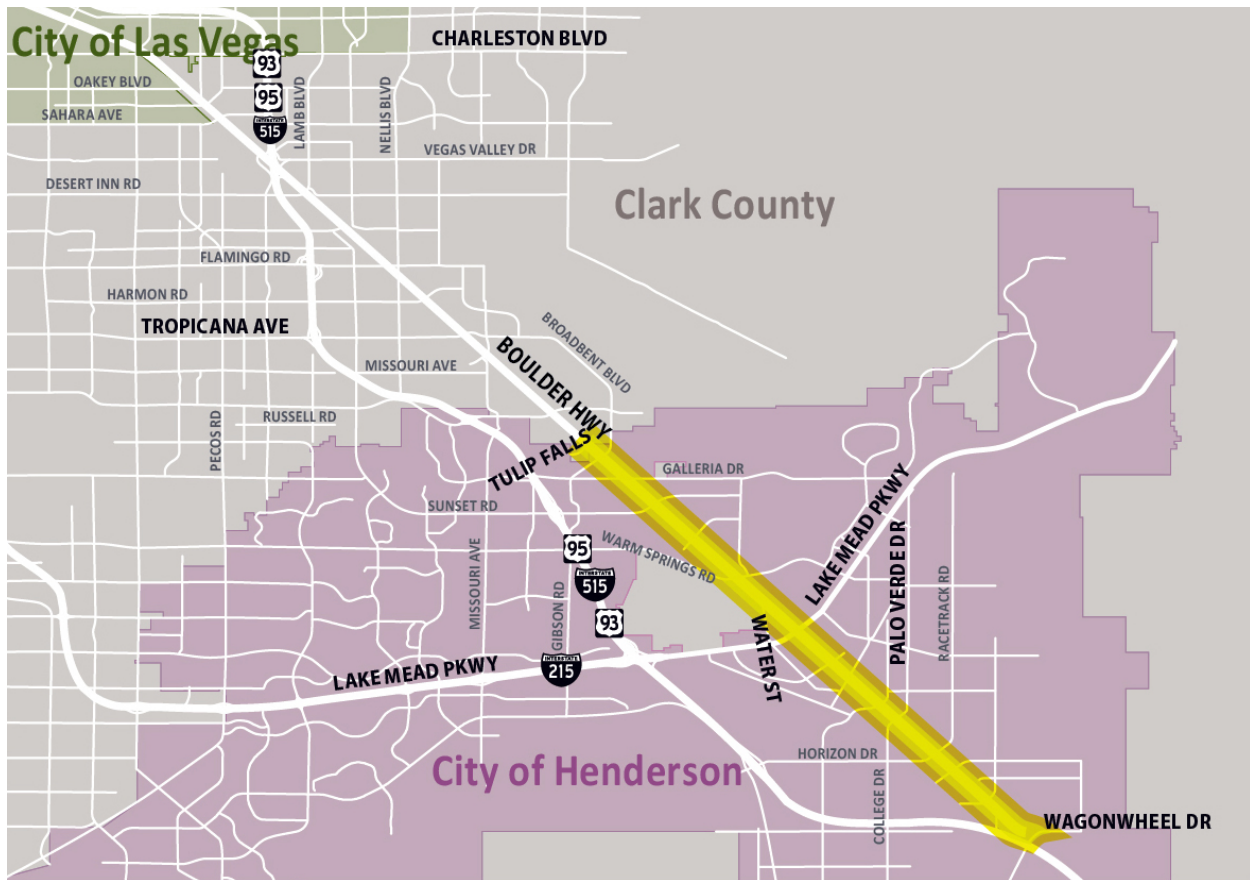 City of Las Vegas
CHARLESTON BLVD
93
OAKEY BLVD
95
SAHARA AVE
INTERSTATE
515
LAMB BLVD
NELLIS BLVD
VEGAS VALLEY DR
DESERT INN RD
Clark County
FLAMINGO RD
HARMON RD
TROPICANA AVE
BROADBENT BLVD
BOULDER HWY
MISSOURI AVE
RUSSELL RD
PECOS RD
TULIP FALLS
GALLERIA DR
SUNSET RD
LAKE MEAD PKWY
PALO VERDE DR
WARM SPRINGS RD
95
INTERSTATE
515
93
MISSOURI AVE
GIBSON RD
RACETRACK RD
WATER ST
LAKE MEAD PKWY
INTERSTATE
215
HORIZON DR
City of Henderson
COLLEGE DR
WAGONWHEEL DR